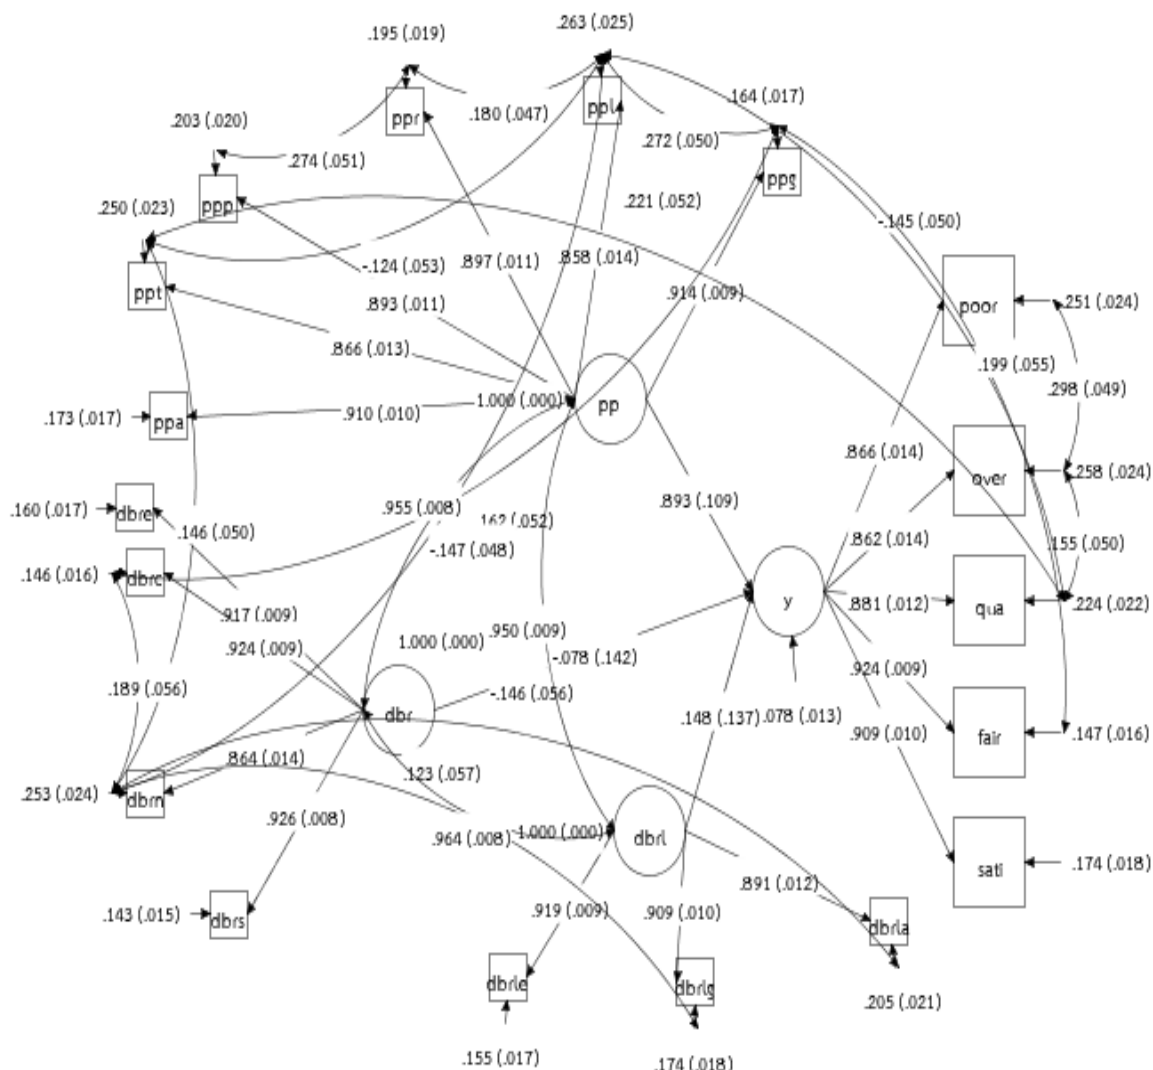 .263 (.025)
.195 (.019)
.164 (.017)
ppr
.180 (.047)
ppl
.203 (.020)
.272 (.050)
.274 (.051)
ppg
ppp
.250 (.023)
.221 (.052)
-.145 (.050)
.897 (.011)
.858 (.014)
-.124 (.053)
ppt
.914 (.009)
.893 (.011)
poor
.251 (.024)
.866 (.013)
.199 (.055)
.298 (.049)
1.000 (.000)
pp
.173 (.017)
ppa
.910 (.010)
.866 (.014)
over
.258 (.024)
.893 (.109)
.955 (.008)
.160 (.017)
dbre
.162 (.052)
.146 (.050)
.862 (.014)
.155 (.050)
-.147 (.048)
.146 (.016)
dbrc
y
.881 (.012)
qua
.224 (.022)
.917 (.009)
.950 (.009)
1.000 (.000)
.924 (.009)
-.078 (.142)
.924 (.009)
.189 (.056)
-.146 (.056)
dbr
.148 (.137)
.078 (.013)
.909 (.010)
fair
.147 (.016)
.864 (.014)
.123 (.057)
.253 (.024)
dbrn
.926 (.008)
.964 (.008)
1.000 (.000)
dbrl
sati
.174 (.018)
.891 (.012)
.143 (.015)
dbrs
.919 (.009)
.909 (.010)
dbrla
dbrle
dbrlg
.205 (.021)
.155 (.017)
.174 (.018)